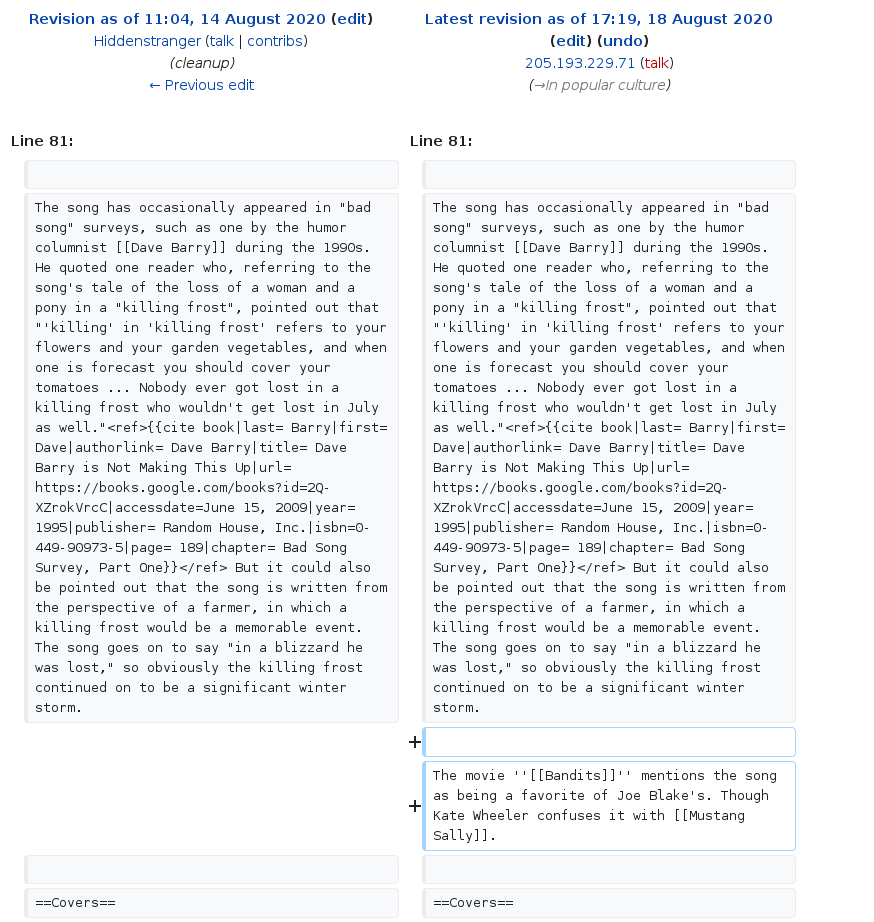 Revision as of 11:04, 14 August 2020 (edit)
Hiddenstranger (talk | contribs)
(cleanup)
← Previous edit
Latest revision as of 17:19, 18 August 2020
(edit) (undo)
205.193.229.71 (talk)
(→In popular culture)
Line 81:
Line 81:
The song has occasionally appeared in "bad
song" surveys, such as one by the humor
columnist [[Dave Barry]] during the 1990s.
He quoted one reader who, referring to the
song's tale of the loss of a woman and a
pony in a "killing frost", pointed out that
"'killing' in 'killing frost' refers to your
flowers and your garden vegetables, and when
one is forecast you should cover your
tomatoes ... Nobody ever got lost in a
killing frost who wouldn't get lost in July
as well."<ref>{{cite book|last= Barry|first=
Dave|authorlink= Dave Barry|title= Dave
Barry is Not Making This Up|url=
https://books.google.com/books?id=2Q-
XZrokVrcC|accessdate=June 15, 2009|year=
1995|publisher= Random House, Inc.|isbn=0-
449-90973-5|page= 189|chapter= Bad Song
Survey, Part One}}</ref> But it could also
be pointed out that the song is written from
the perspective of a farmer, in which a
killing frost would be a memorable event.
The song goes on to say "in a blizzard he
was lost," so obviously the killing frost
continued on to be a significant winter
storm.
The song has occasionally appeared in "bad
song" surveys, such as one by the humor
columnist [[Dave Barry]] during the 1990s.
He quoted one reader who, referring to the
song's tale of the loss of a woman and a
pony in a "killing frost", pointed out that
"'killing' in 'killing frost' refers to your
flowers and your garden vegetables, and when
one is forecast you should cover your
tomatoes ... Nobody ever got lost in a
killing frost who wouldn't get lost in July
as well."<ref>{{cite book|last= Barry|first=
Dave|authorlink= Dave Barry|title= Dave
Barry is Not Making This Up|url=
https://books.google.com/books?id=2Q-
XZrokVrcC|accessdate=June 15, 2009|year=
1995|publisher= Random House, Inc.|isbn=0-
449-90973-5|page= 189|chapter= Bad Song
Survey, Part One}}</ref> But it could also
be pointed out that the song is written from
the perspective of a farmer, in which a
killing frost would be a memorable event.
The song goes on to say "in a blizzard he
was lost," so obviously the killing frost
continued on to be a significant winter
storm.
+
+
The movie ''[[Bandits]]'' mentions the song
as being a favorite of Joe Blake's. Though
Kate Wheeler confuses it with [[Mustang
Sally]].
==Covers==
==Covers==